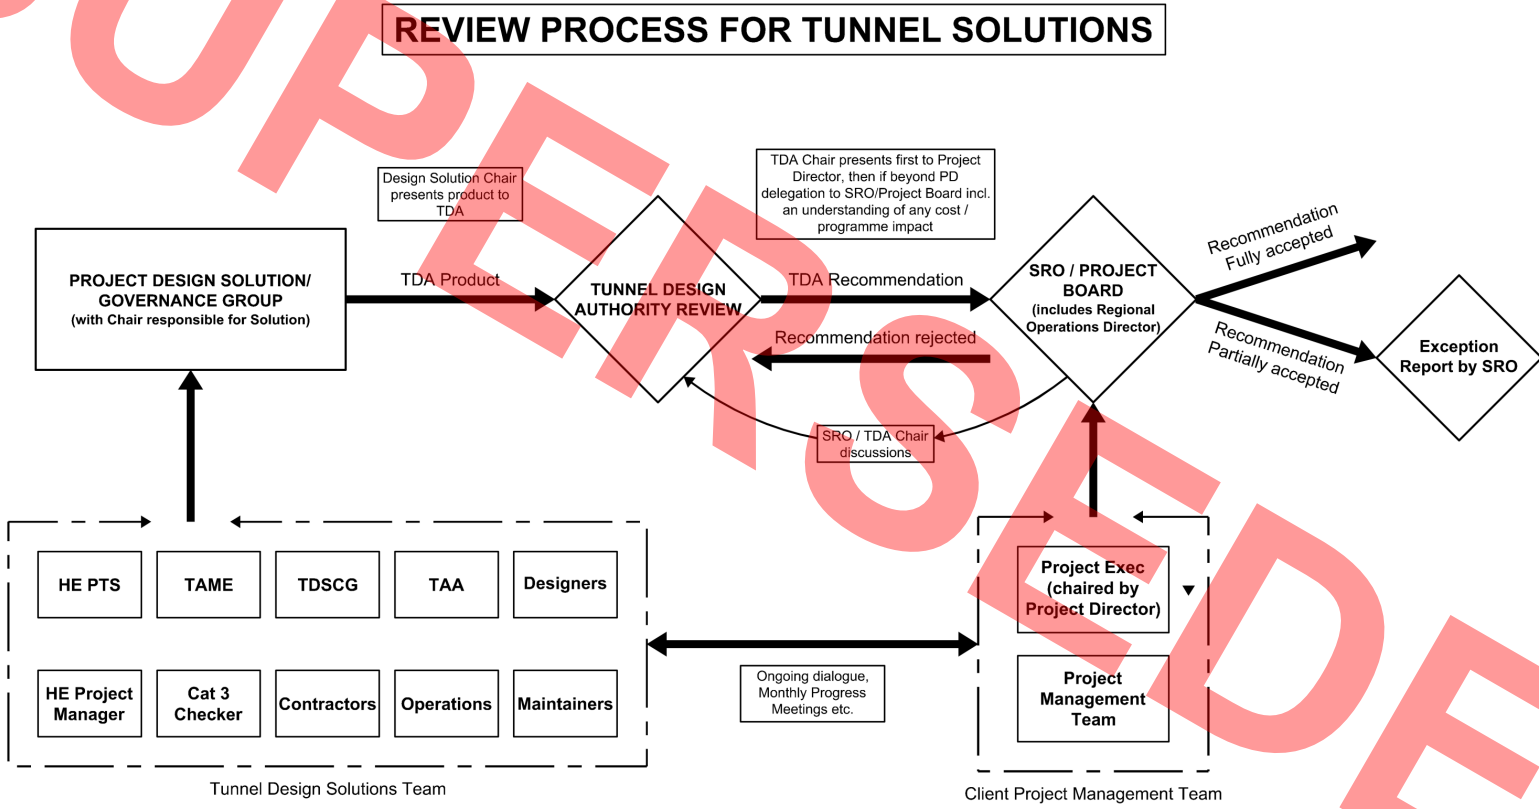 REVIEW PROCESS FOR TUNNEL SOLUTIONS
Design Solution Chair
presents product to
TDA
TDA Chair presents first to Project
Director, then if beyond PD
delegation to SRO/Project Board incl.
an understanding of any cost /
programme impact
PROJECT DESIGN SOLUTION/
GOVERNANCE GROUP
(with Chair responsible for Solution)
TDA Product
TUNNEL DESIGN
AUTHORITY REVIEW
TDA Recommendation
Recommendation rejected
SRO / PROJECT
BOARD
(includes Regional
Operations Director)
Recommendation
Fully accepted
Recommendation
Partially accepted
Exception
Report by SRO
SRO / TDA Chair
discussions
HE PTS
TAME
TDSCG
TAA
Designers
HE Project
Manager
Cat 3
Checker
Contractors
Operations
Maintainers
Tunnel Design Solutions Team
Ongoing dialogue,
Monthly Progress
Meetings etc.
Project Exec
(chaired by
Project Director)
Project
Management
Team
Client Project Management Team
SUPERSEDED